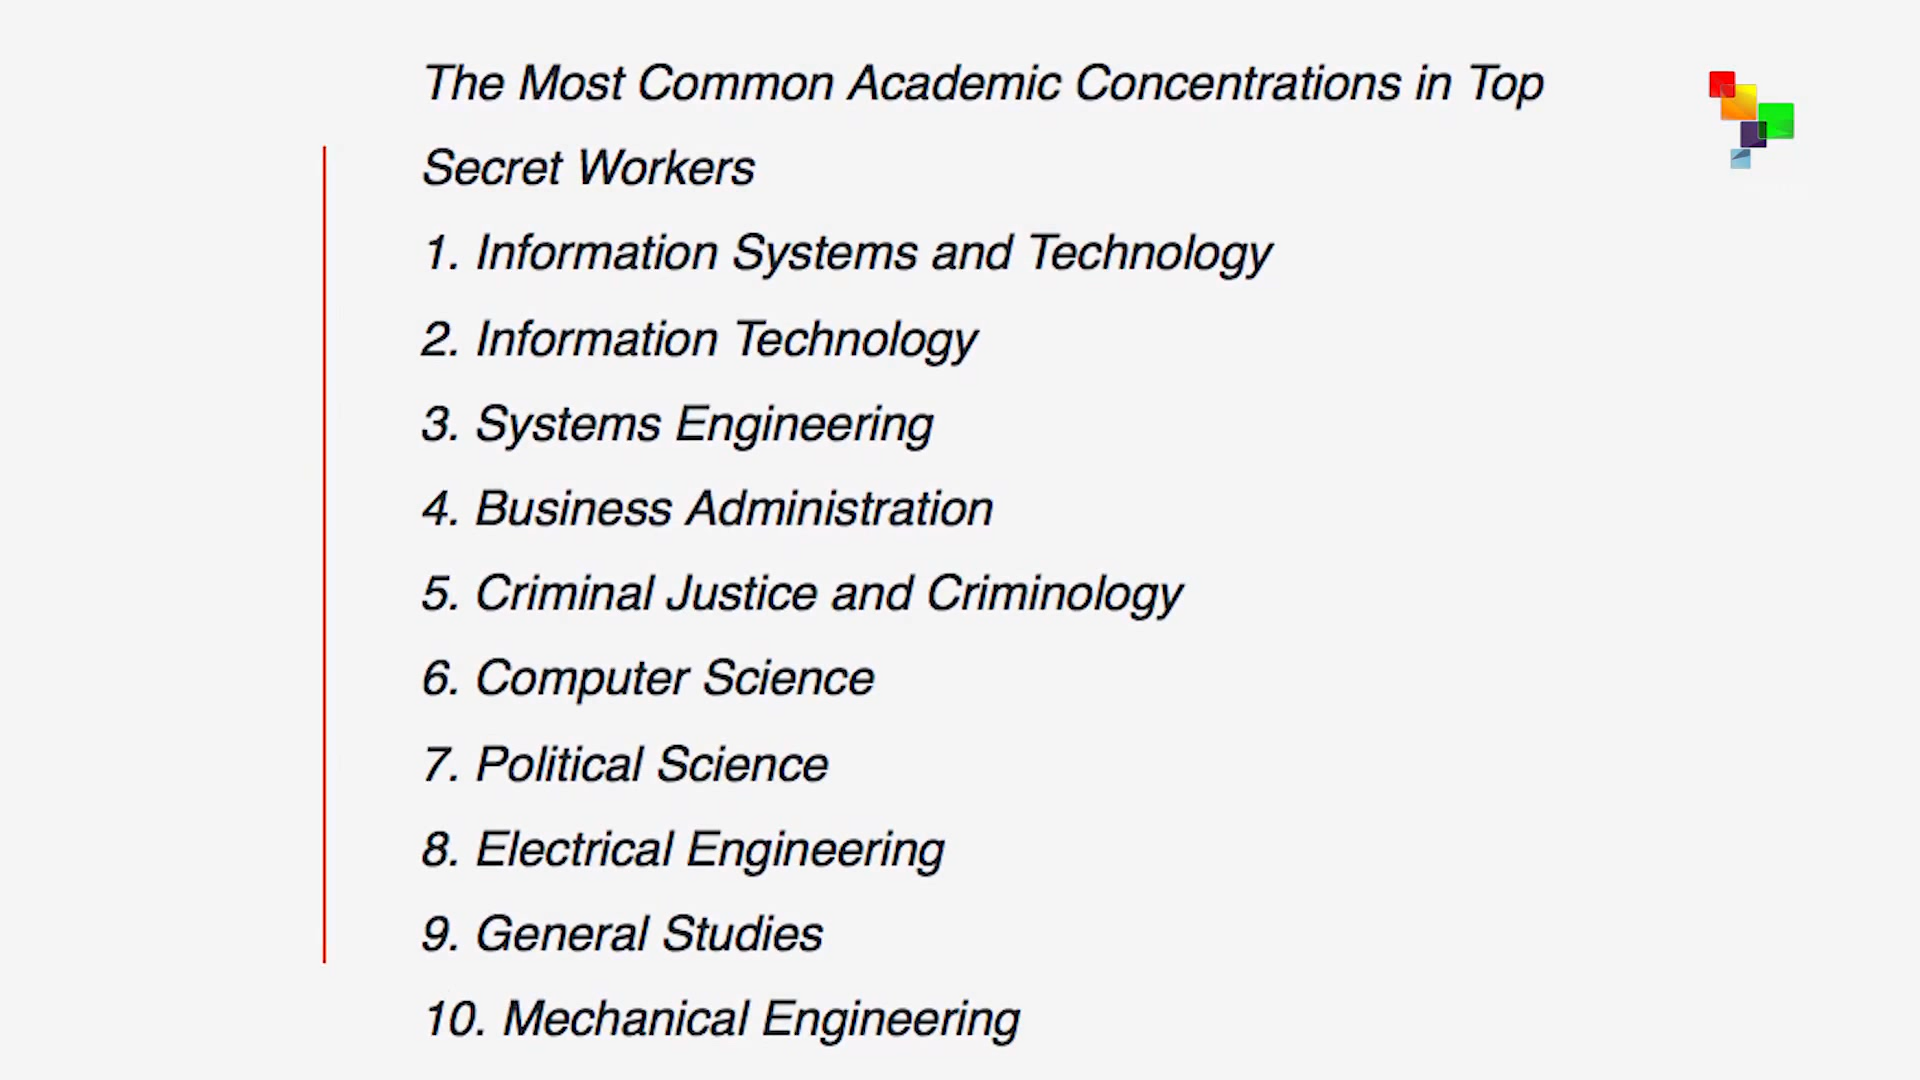 The Most Common Academic Concentrations in Top
Secret Workers
1. Information Systems and Technology
2. Information Technology
3. Systems Engineering
4. Business Administration
5. Criminal Justice and Criminology
6. Computer Science
7. Political Science
8. Electrical Engineering
9. General Studies
10. Mechanical Engineering